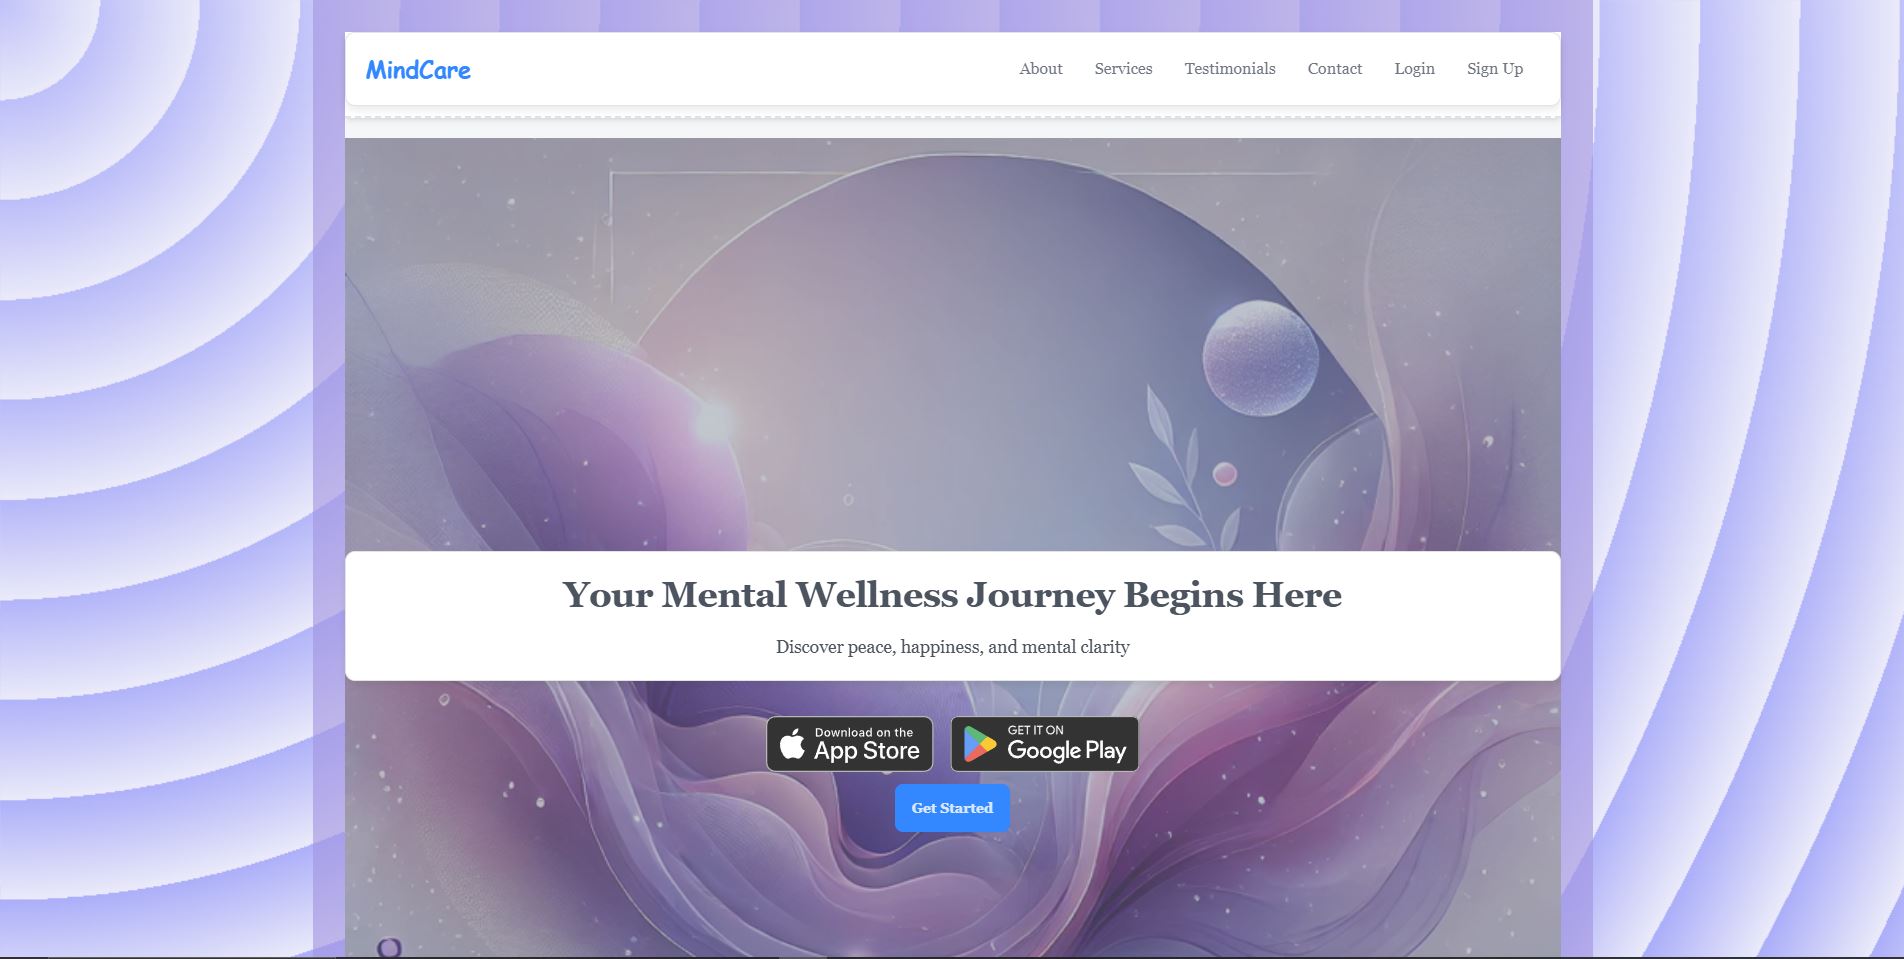 MindCare
About Services Testimonials Contact Login Sign Up
Your Mental Wellness Journey Begins Here
Discover peace, happiness, and mental clarity
Download on the
App Store
GET IT ON
Google Play
Get Started